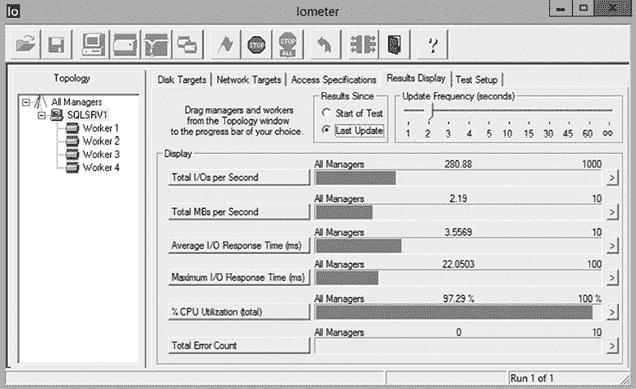 Io
Iometer
STOP
STOP
ALL
?
Topology
All Managers
SQLSRV1
Worker 1
Worker 2
Worker 3
Worker 4
Disk Targets Network Targets Access Specifications Results Display Test Setup
Drag managers and workers
from the Topology window
to the progress bar of your choice.
Results Since
Start of Test
Last Update
Update Frequency (seconds)
1 2 3 4 5 10 15 30 45 60 ∞
Display
All Managers 280.88 1000
Total I/Os per Second >
All Managers 2.19 10
Total MBs per Second >
All Managers 3.5569 10
Average I/O Response Time (ms) >
All Managers 22.0503 100
Maximum I/O Response Time (ms) >
All Managers 97.29 % 100 %
% CPU Utilization (total) >
All Managers 0 10
Total Error Count >
Run 1 of 1